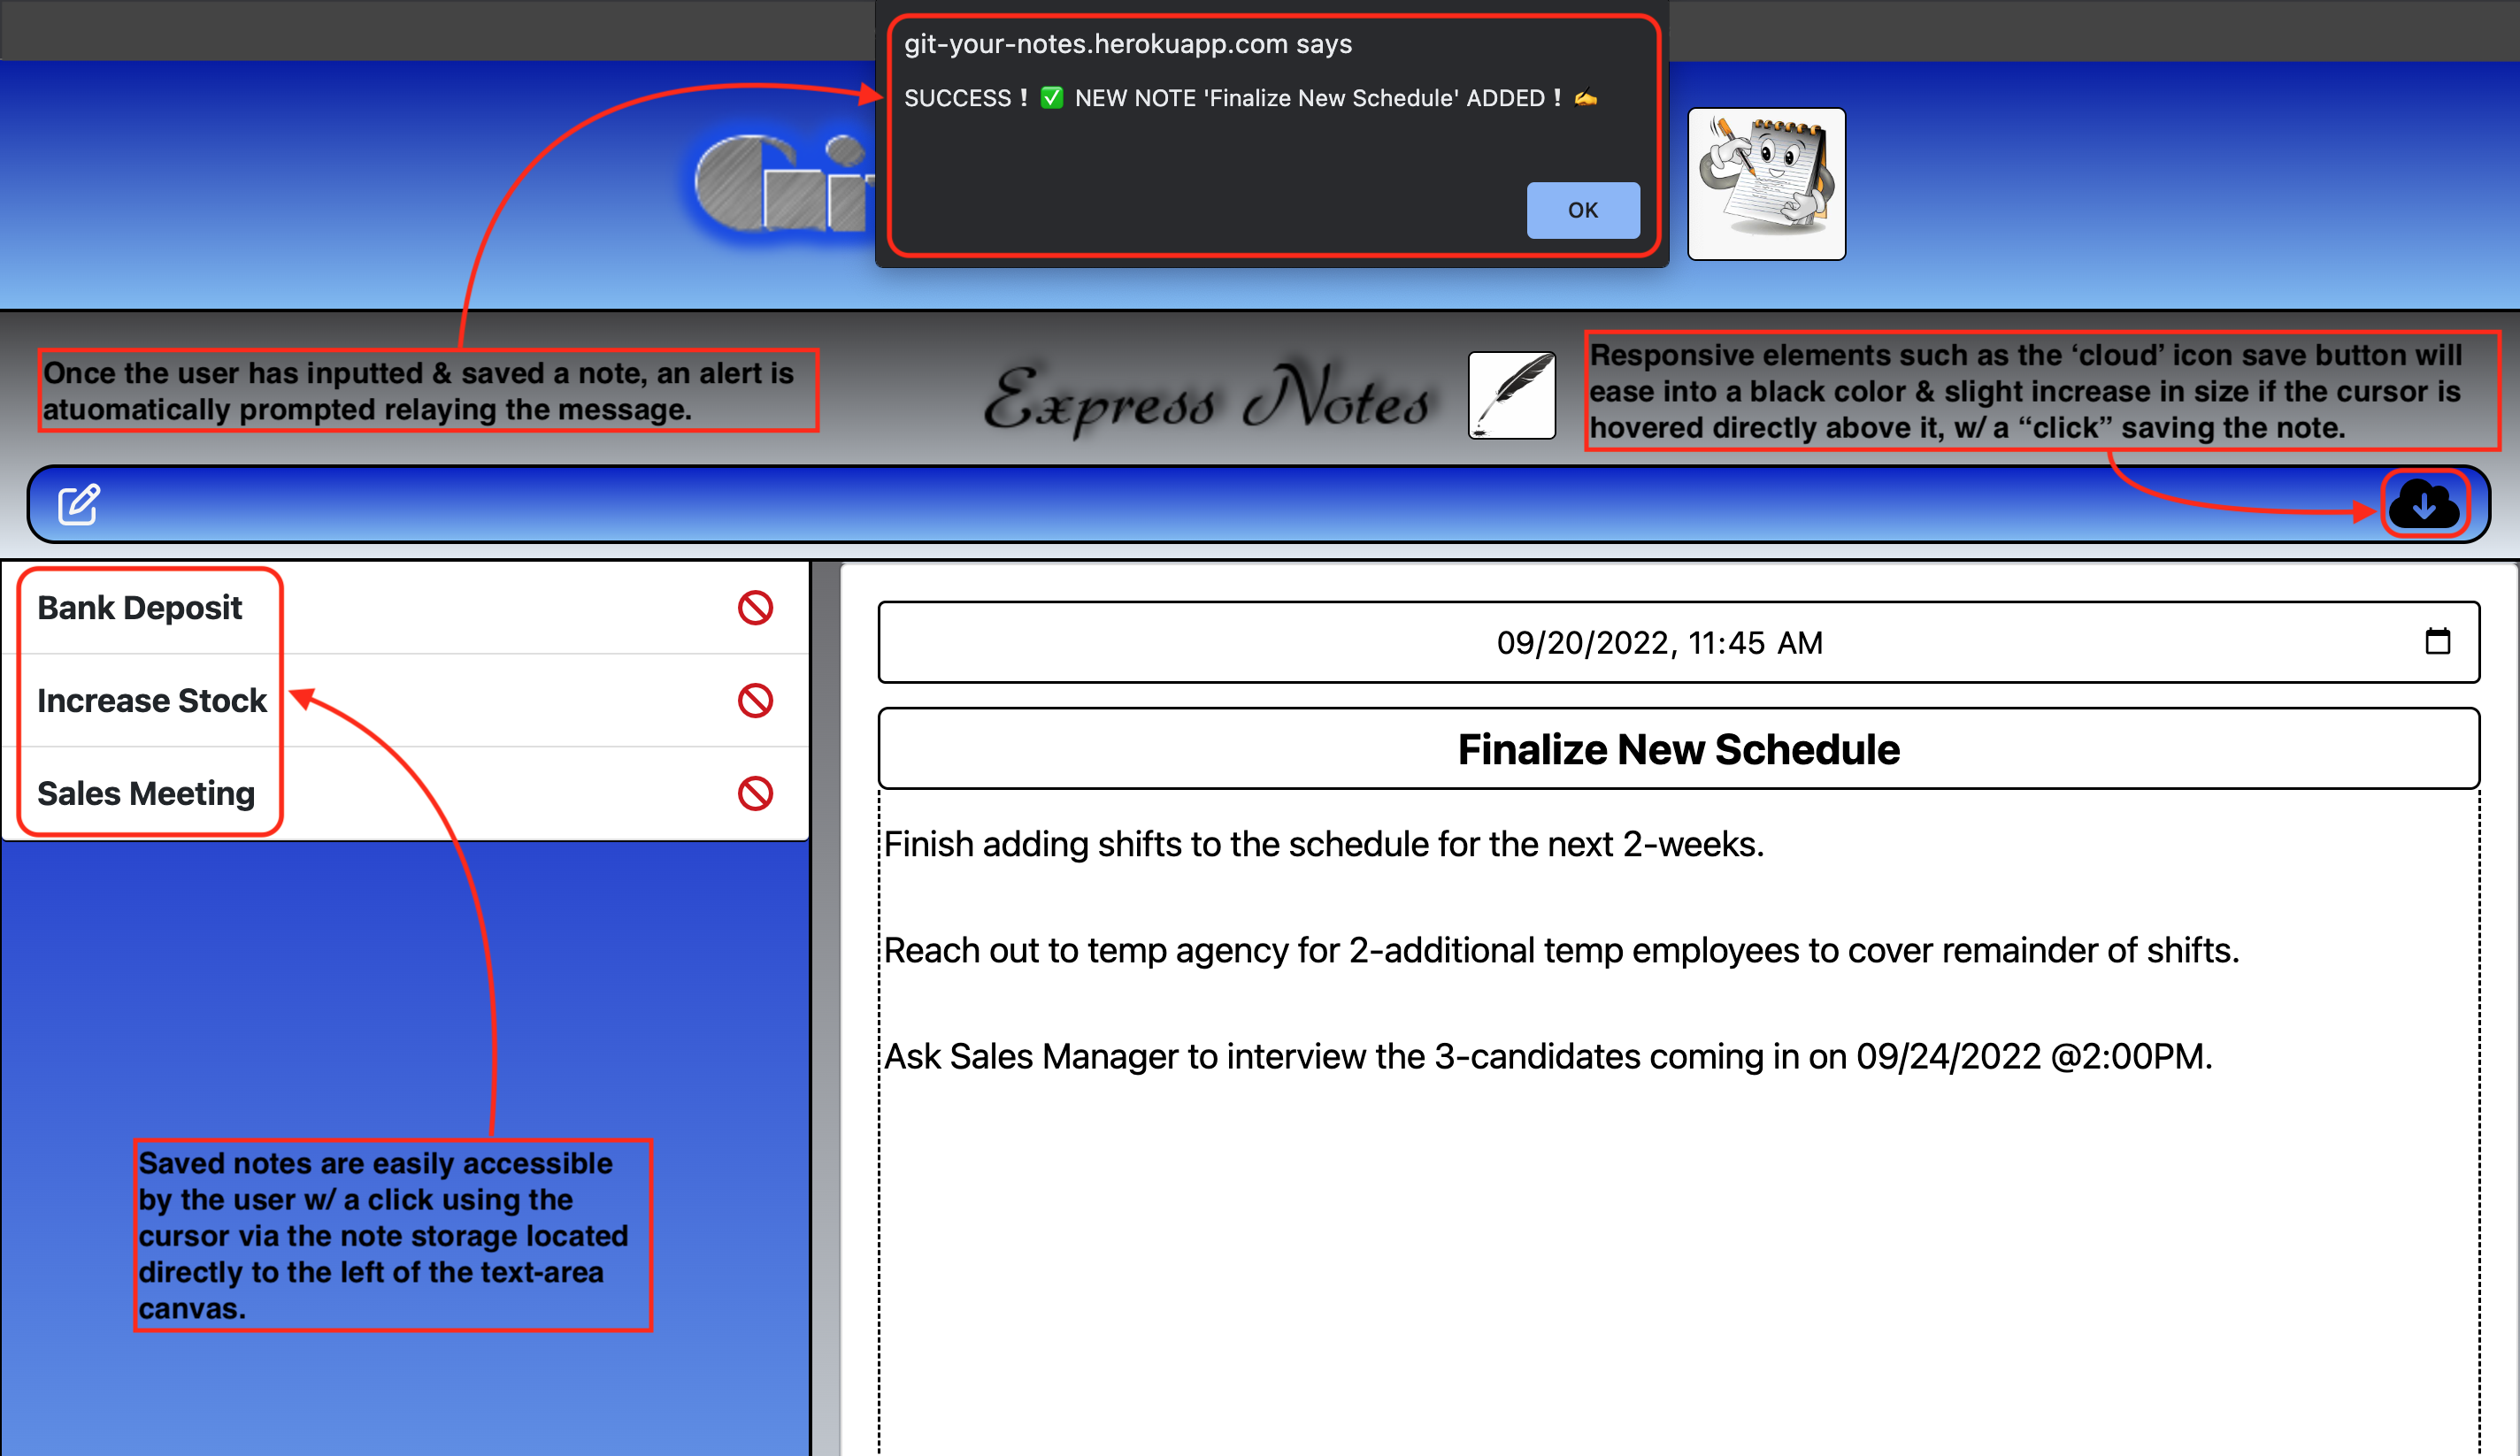 git-your-notes.herokuapp.com says
SUCCESS ! ✅ NEW NOTE 'Finalize New Schedule' ADDED ! ✍️
OK
Once the user has inputted & saved a note, an alert is
atuomatically prompted relaying the message.
Express Notes
Responsive elements such as the ‘cloud’ icon save button will
ease into a black color & slight increase in size if the cursor is
hovered directly above it, w/ a “click” saving the note.
Bank Deposit
Increase Stock
Sales Meeting
09/20/2022, 11:45 AM
Finalize New Schedule
Finish adding shifts to the schedule for the next 2-weeks.
Reach out to temp agency for 2-additional temp employees to cover remainder of shifts.
Ask Sales Manager to interview the 3-candidates coming in on 09/24/2022 @2:00PM.
Saved notes are easily accessible
by the user w/ a click using the
cursor via the note storage located
directly to the left of the text-area
canvas.